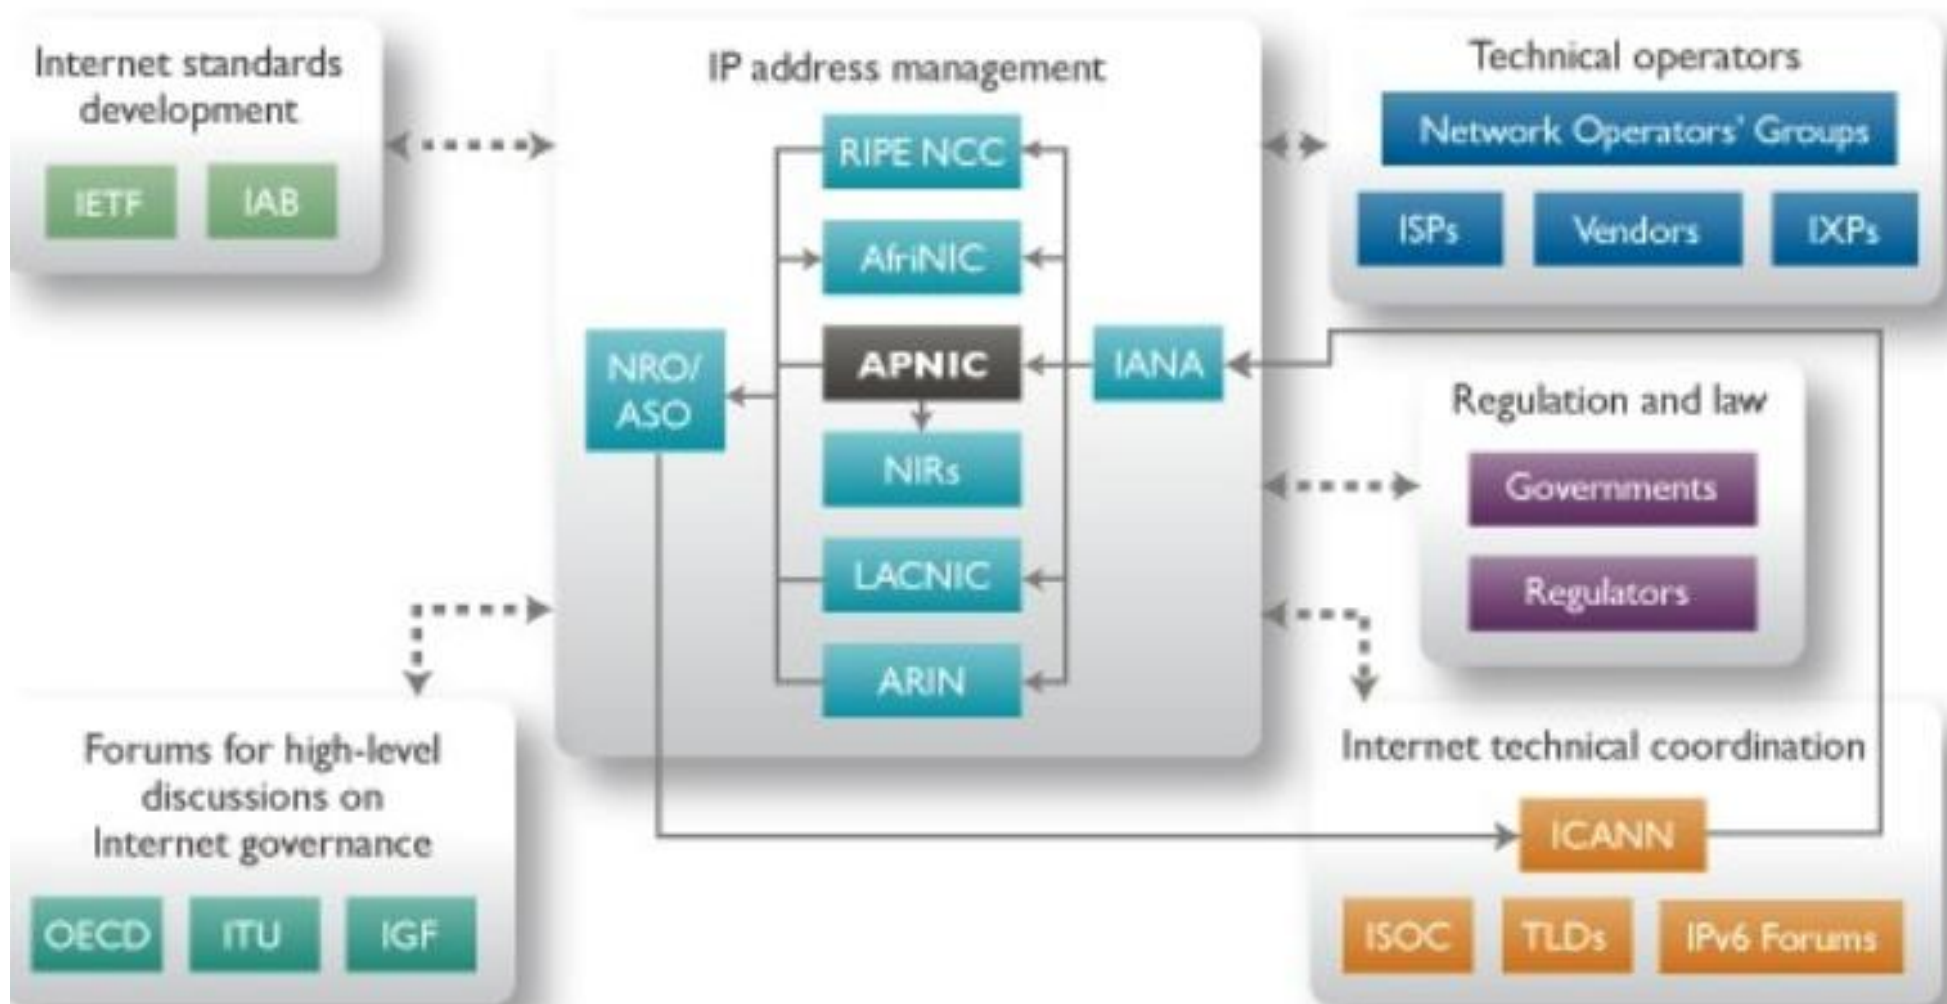 Internet standards
development
IETF
IAB
IP address management
RIPE NCC
AfriNIC
APNIC
NIRs
LACNIC
ARIN
NRO/
ASO
IANA
Technical operators
Network Operators' Groups
ISPs
Vendors
IXPs
Regulation and law
Governments
Regulators
Forums for high-level
discussions on
Internet governance
OECD
ITU
IGF
Internet technical coordination
ICANN
ISOC
TLDs
IPv6 Forums